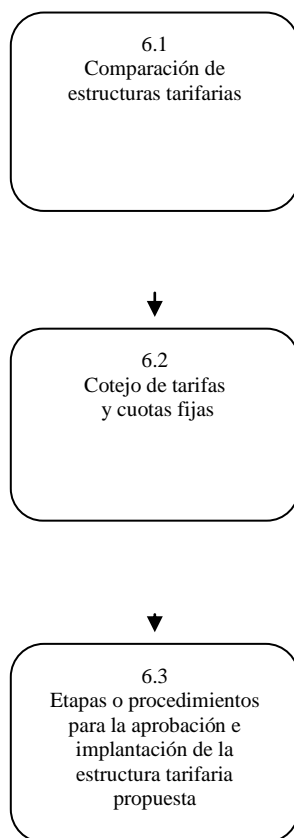 6.1
Comparación de
estructuras tarifarias
6.2
Cotejo de tarifas
y cuotas fijas
6.3
Etapas o procedimientos
para la aprobación e
implantación de la
estructura tarifaria
propuesta